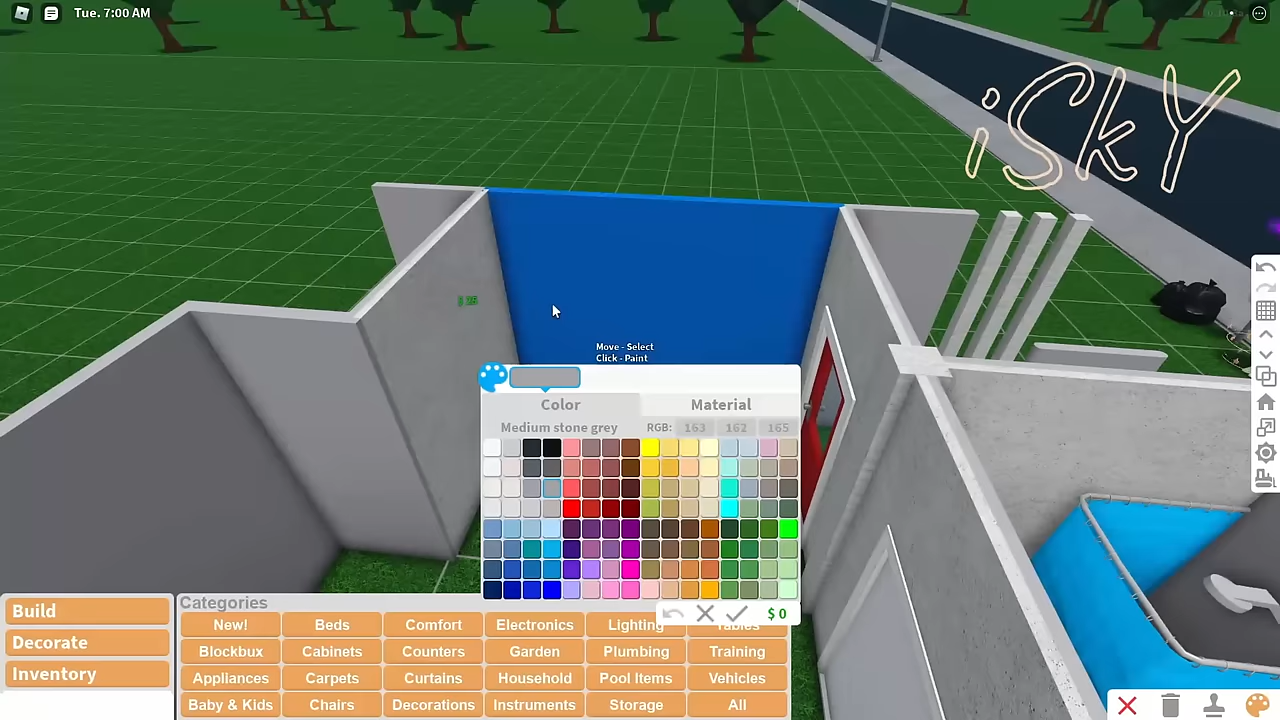 Tue. 7:00 AM
iSkY
$ 36
Move - Select
Click - Paint
Color
Material
Medium stone grey
RGB: 163 162 165
$ 0
Build
Decorate
Inventory
Categories
New! Beds Comfort Electronics Lighting Tables
Blockbux Cabinets Counters Garden Plumbing Training
Appliances Carpets Curtains Household Pool Items Vehicles
Baby & Kids Chairs Decorations Instruments Storage All